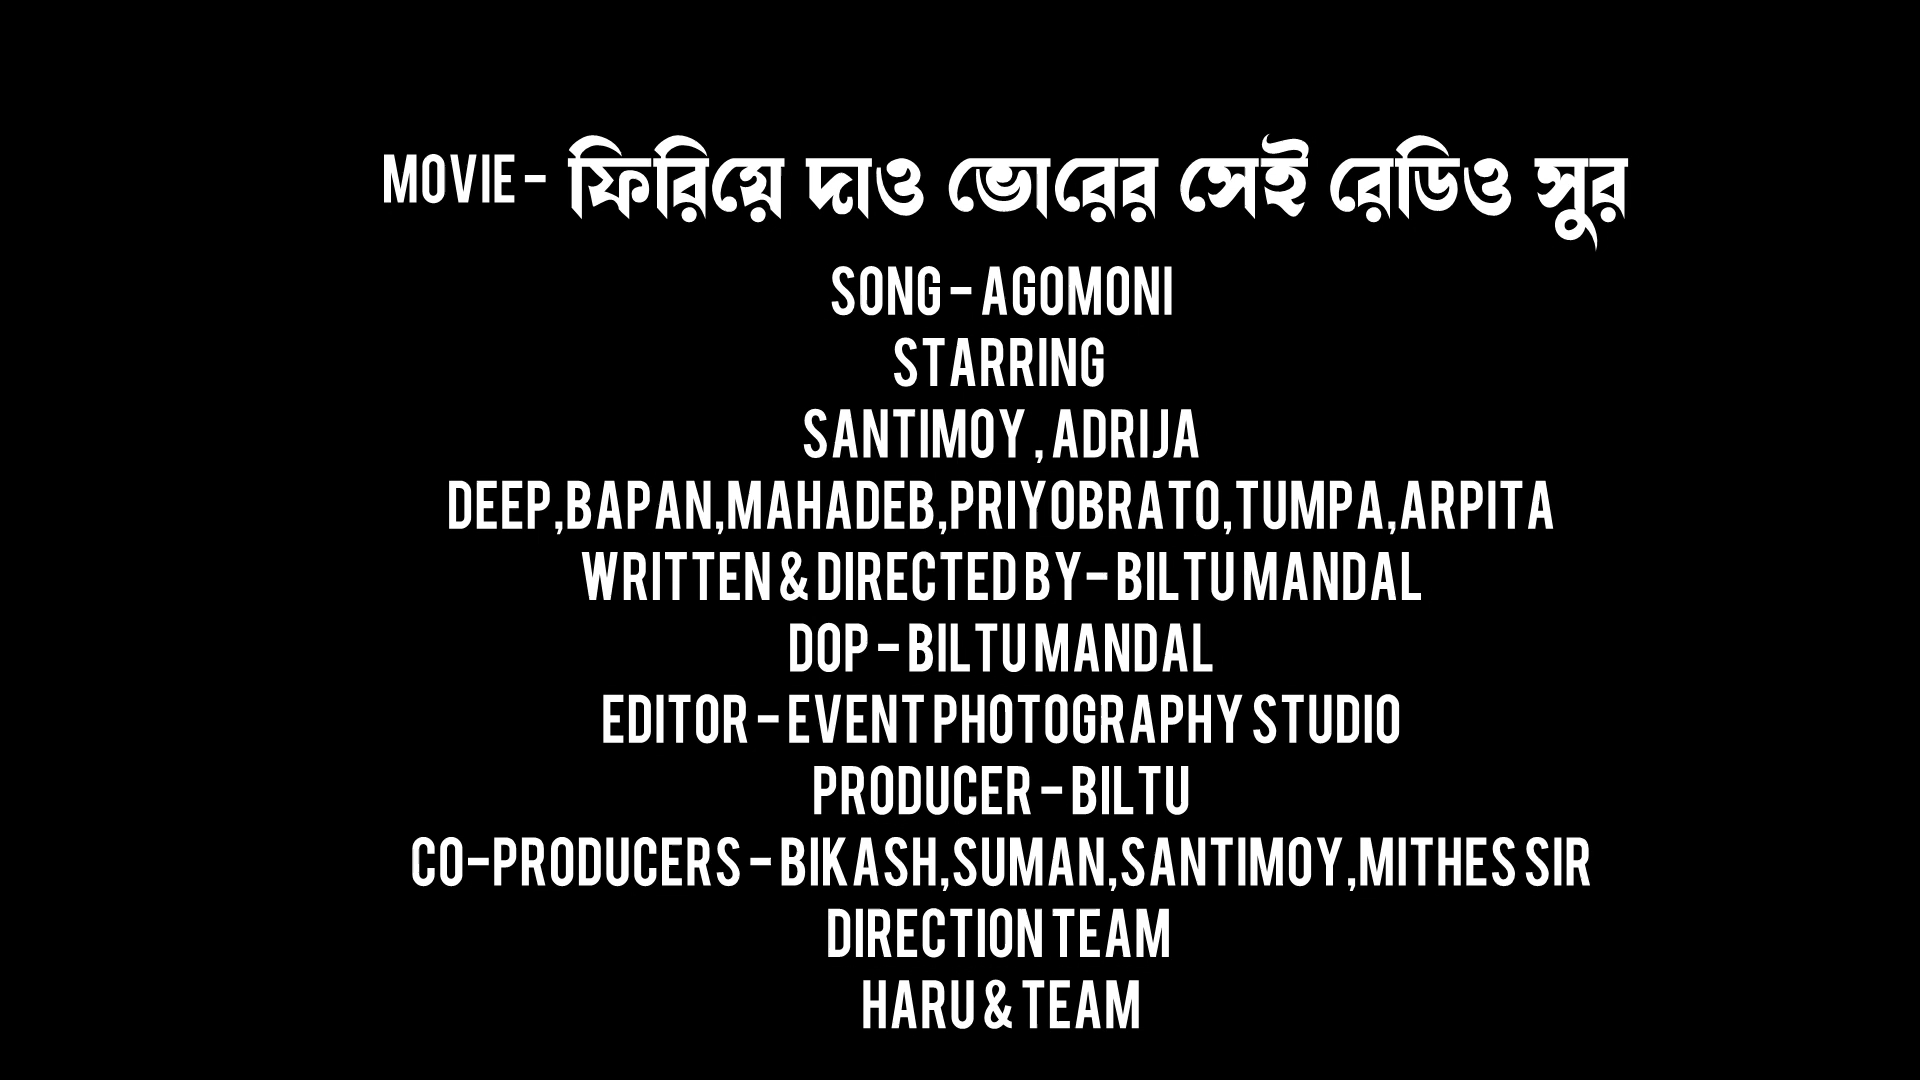 MOVIE - ফিরিয়ে দাও ভোরের সেই রেডিও সুর
SONG - AGOMONI
STARRING
SANTIMOY , ADRIJA
DEEP,BAPAN,MAHADEB,PRIYOBRATO,TUMPA,ARPITA
WRITTEN & DIRECTED BY- BILTU MANDAL
DOP - BILTU MANDAL
EDITOR - EVENT PHOTOGRAPHY STUDIO
PRODUCER - BILTU
CO-PRODUCERS - BIKASH,SUMAN,SANTIMOY,MITHES SIR
DIRECTION TEAM
HARU & TEAM